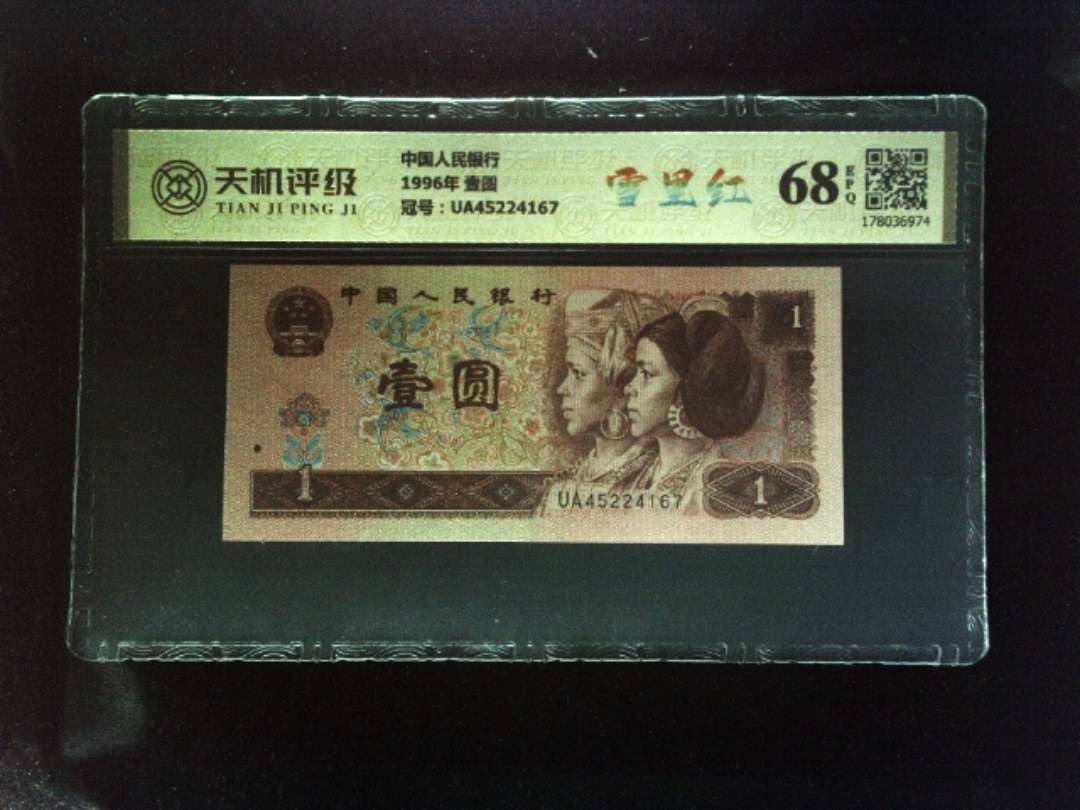 天机评级
TIAN JI PING JI
中国人民银行
1996年 壹圆
冠号：UA45224167
雪里红
68
EPQ
178036974
中国人民银行
1
壹圆
1
UA45224167
1